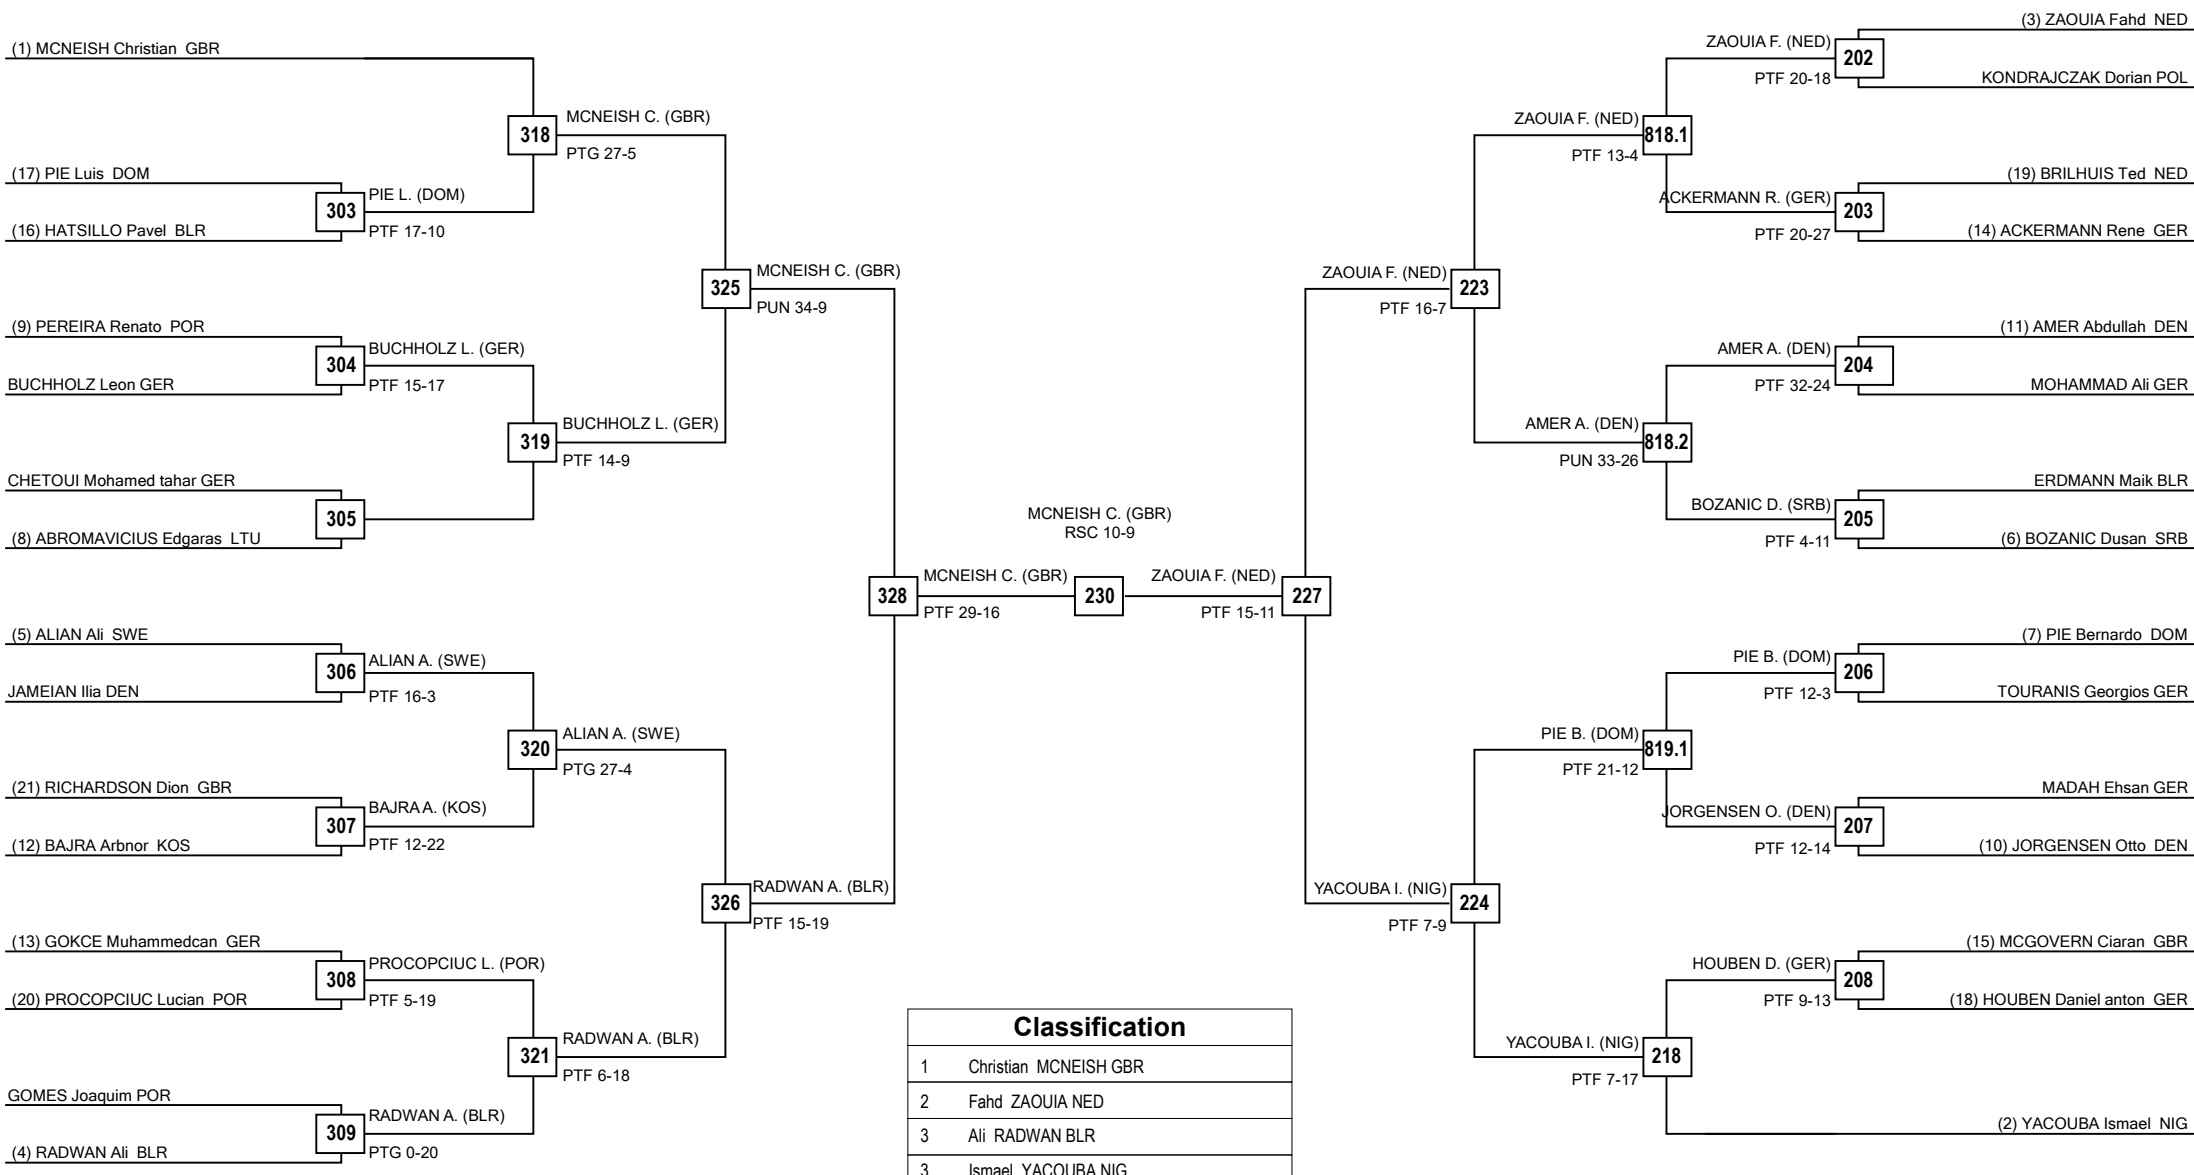 (1) MCNEISH Christian GBR
318
MCNEISH C. (GBR)
PTG 27-5
(17) PIE Luis DOM
303
PIE L. (DOM)
(16) HATSILLO Pavel BLR
PTF 17-10
325
MCNEISH C. (GBR)
PUN 34-9
(9) PEREIRA Renato POR
304
BUCHHOLZ L. (GER)
BUCHHOLZ Leon GER
PTF 15-17
319
BUCHHOLZ L. (GER)
PTF 14-9
CHETOUI Mohamed tahar GER
305
(8) ABROMAVICIUS Edgaras LTU
328
MCNEISH C. (GBR)
PTF 29-16
(5) ALIAN Ali SWE
306
ALIAN A. (SWE)
JAMEIAN Ilia DEN
PTF 16-3
320
ALIAN A. (SWE)
PTG 27-4
(21) RICHARDSON Dion GBR
307
BAJRA A. (KOS)
(12) BAJRA Arbnor KOS
PTF 12-22
326
RADWAN A. (BLR)
PTF 15-19
(13) GOKCE Muhammedcan GER
308
PROCOPCIUC L. (POR)
(20) PROCOPCIUC Lucian POR
PTF 5-19
321
RADWAN A. (BLR)
PTF 6-18
GOMES Joaquim POR
309
RADWAN A. (BLR)
(4) RADWAN Ali BLR
PTG 0-20
MCNEISH C. (GBR)
RSC 10-9
230
(3) ZAOUIA Fahd NED
ZAOUIA F. (NED)
202
PTF 20-18
KONDRAJCZAK Dorian POL
ZAOUIA F. (NED)
818.1
PTF 13-4
(19) BRILHUIS Ted NED
ACKERMANN R. (GER)
203
PTF 20-27
(14) ACKERMANN Rene GER
ZAOUIA F. (NED)
223
PTF 16-7
(11) AMER Abdullah DEN
AMER A. (DEN)
204
PTF 32-24
MOHAMMAD Ali GER
AMER A. (DEN)
818.2
PUN 33-26
ERDMANN Maik BLR
BOZANIC D. (SRB)
205
PTF 4-11
(6) BOZANIC Dusan SRB
ZAOUIA F. (NED)
227
PTF 15-11
(7) PIE Bernardo DOM
PIE B. (DOM)
206
PTF 12-3
TOURANIS Georgios GER
PIE B. (DOM)
819.1
PTF 21-12
MADAH Ehsan GER
JORGENSEN O. (DEN)
207
PTF 12-14
(10) JORGENSEN Otto DEN
YACOUBA I. (NIG)
224
PTF 7-9
(15) MCGOVERN Ciaran GBR
HOUBEN D. (GER)
208
PTF 9-13
(18) HOUBEN Daniel anton GER
YACOUBA I. (NIG)
218
PTF 7-17
(2) YACOUBA Ismael NIG
Classification
1 Christian MCNEISH GBR
2 Fahd ZAOUIA NED
3 Ali RADWAN BLR
3 Ismael YACOUBA NIG